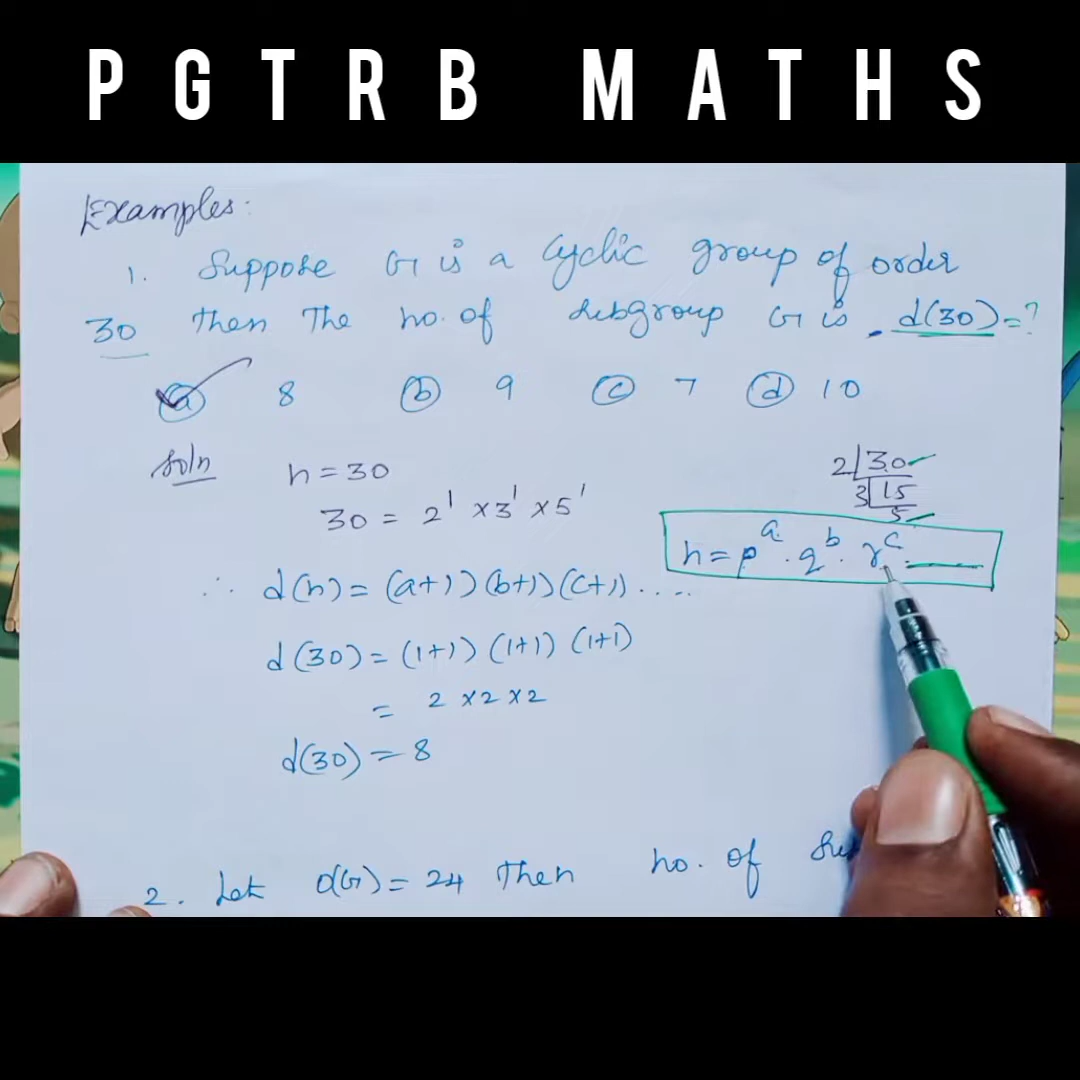 PGTRB MATHS
Examples:
1. Suppose G is a cyclic group of order
30 then The no. of subgroup G is d(30)=?
(a) 8 (b) 9 (c) 7 (d) 10
Soln n = 30
2|30
3|15
5
30 = 2¹ × 3¹ × 5¹
n = p^a . q^b . r^c
∴ d(n) = (a+1)(b+1)(c+1) .....
d(30) = (1+1) (1+1) (1+1)
= 2 × 2 × 2
d(30) = 8
2. Let o(G) = 24 Then no. of